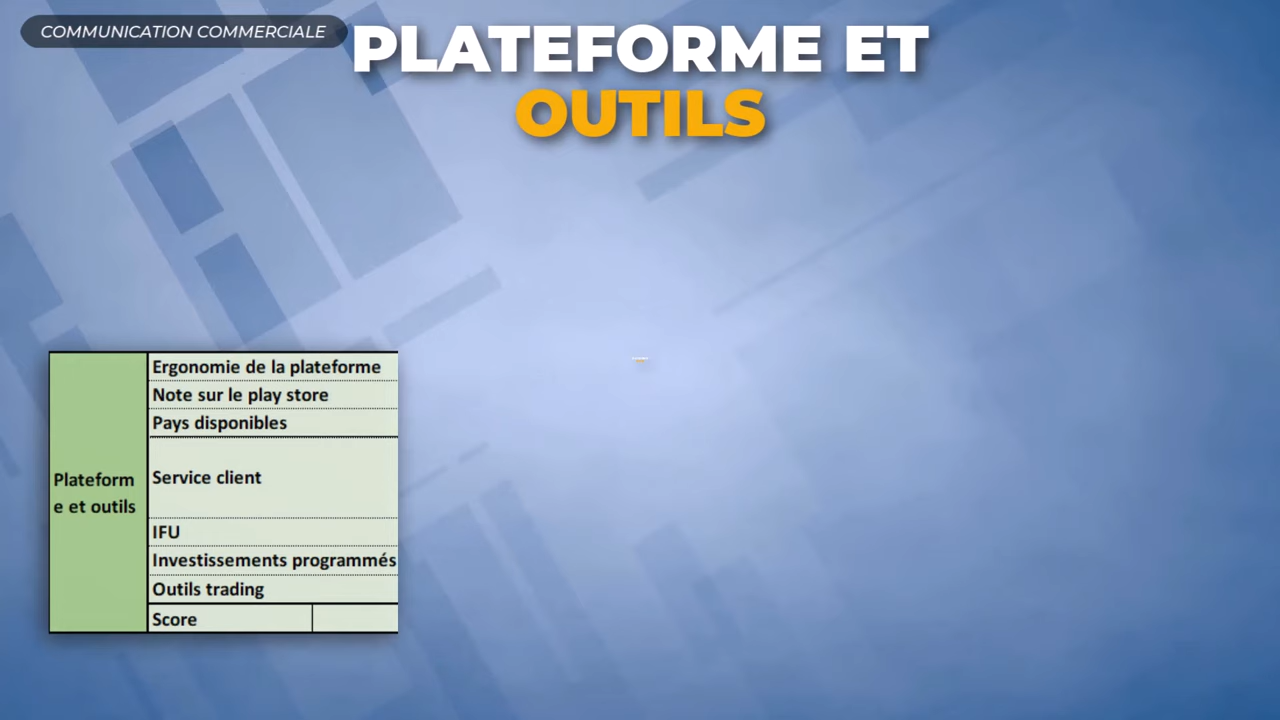 COMMUNICATION COMMERCIALE
PLATEFORME ET
OUTILS
Ergonomie de la plateforme
Note sur le play store
Pays disponibles
Plateform
e et outils
Service client
IFU
Investissements programmés
Outils trading
Score